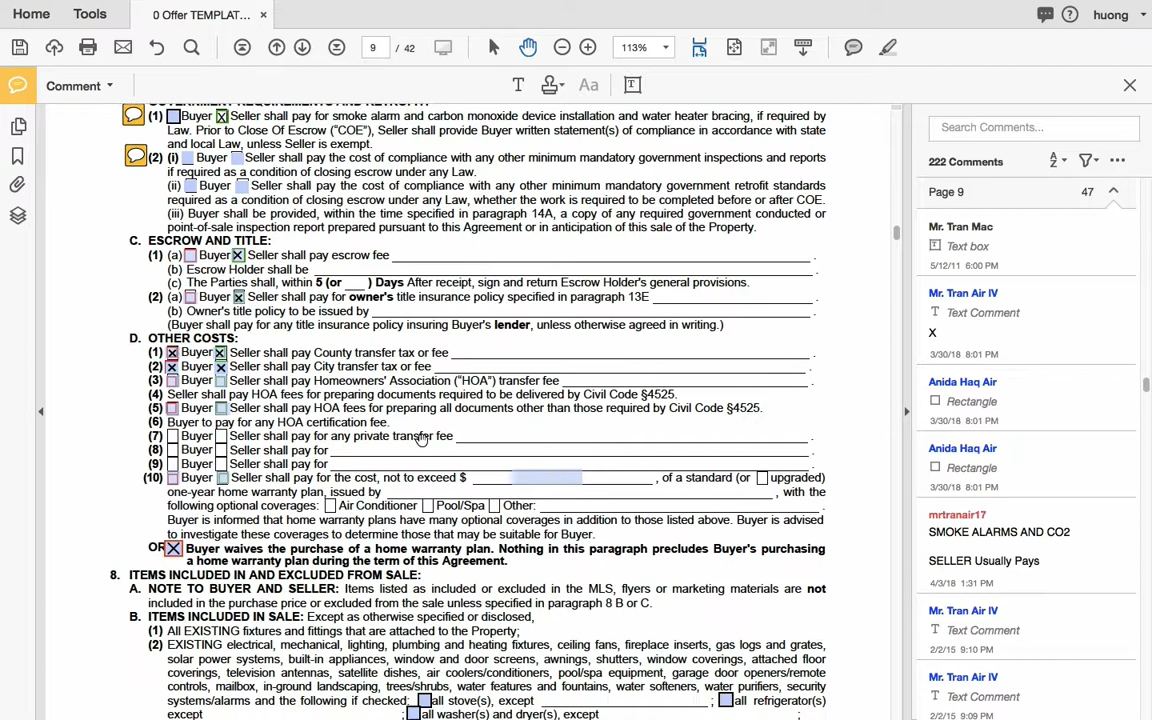 Home Tools 0 Offer TEMPLAT... × huong
9 / 42 113%
Comment T Aa T
GOVERNMENT REQUIREMENTS AND RETROFIT:
(1) Buyer X Seller shall pay for smoke alarm and carbon monoxide device installation and water heater bracing, if required by
Law. Prior to Close Of Escrow ("COE"), Seller shall provide Buyer written statement(s) of compliance in accordance with state
and local Law, unless Seller is exempt.
(2) (i) Buyer Seller shall pay the cost of compliance with any other minimum mandatory government inspections and reports
if required as a condition of closing escrow under any Law.
(ii) Buyer Seller shall pay the cost of compliance with any other minimum mandatory government retrofit standards
required as a condition of closing escrow under any Law, whether the work is required to be completed before or after COE.
(iii) Buyer shall be provided, within the time specified in paragraph 14A, a copy of any required government conducted or
point-of-sale inspection report prepared pursuant to this Agreement or in anticipation of this sale of the Property.
C. ESCROW AND TITLE:
(1) (a) Buyer X Seller shall pay escrow fee .
(b) Escrow Holder shall be .
(c) The Parties shall, within 5 (or ___ ) Days After receipt, sign and return Escrow Holder's general provisions.
(2) (a) Buyer X Seller shall pay for owner's title insurance policy specified in paragraph 13E .
(b) Owner's title policy to be issued by .
(Buyer shall pay for any title insurance policy insuring Buyer's lender, unless otherwise agreed in writing.)
D. OTHER COSTS:
(1) X Buyer X Seller shall pay County transfer tax or fee .
(2) X Buyer X Seller shall pay City transfer tax or fee .
(3) Buyer Seller shall pay Homeowners' Association ("HOA") transfer fee .
(4) Seller shall pay HOA fees for preparing documents required to be delivered by Civil Code §4525.
(5) Buyer Seller shall pay HOA fees for preparing all documents other than those required by Civil Code §4525.
(6) Buyer to pay for any HOA certification fee.
(7) Buyer Seller shall pay for any private transfer fee .
(8) Buyer Seller shall pay for .
(9) Buyer Seller shall pay for .
(10) Buyer Seller shall pay for the cost, not to exceed $ , of a standard (or upgraded)
one-year home warranty plan, issued by , with the
following optional coverages: Air Conditioner Pool/Spa Other: .
Buyer is informed that home warranty plans have many optional coverages in addition to those listed above. Buyer is advised
to investigate these coverages to determine those that may be suitable for Buyer.
OR X Buyer waives the purchase of a home warranty plan. Nothing in this paragraph precludes Buyer's purchasing
a home warranty plan during the term of this Agreement.
8. ITEMS INCLUDED IN AND EXCLUDED FROM SALE:
A. NOTE TO BUYER AND SELLER: Items listed as included or excluded in the MLS, flyers or marketing materials are not
included in the purchase price or excluded from the sale unless specified in paragraph 8 B or C.
B. ITEMS INCLUDED IN SALE: Except as otherwise specified or disclosed,
(1) All EXISTING fixtures and fittings that are attached to the Property;
(2) EXISTING electrical, mechanical, lighting, plumbing and heating fixtures, ceiling fans, fireplace inserts, gas logs and grates,
solar power systems, built-in appliances, window and door screens, awnings, shutters, window coverings, attached floor
coverings, television antennas, satellite dishes, air coolers/conditioners, pool/spa equipment, garage door openers/remote
controls, mailbox, in-ground landscaping, trees/shrubs, water features and fountains, water softeners, water purifiers, security
systems/alarms and the following if checked: all stove(s), except ; all refrigerator(s)
except ; all washer(s) and dryer(s), except ;
Search Comments...
222 Comments
Page 9 47
Mr. Tran Mac
Text box
5/12/11 6:00 PM
Mr. Tran Air IV
Text Comment
X
3/30/18 8:01 PM
Anida Haq Air
Rectangle
3/30/18 8:01 PM
Anida Haq Air
Rectangle
3/30/18 8:01 PM
mrtranair17
SMOKE ALARMS AND CO2
SELLER Usually Pays
4/3/18 1:31 PM
Mr. Tran Air IV
Text Comment
2/2/15 9:10 PM
Mr. Tran Air IV
Text Comment
2/2/15 9:09 PM